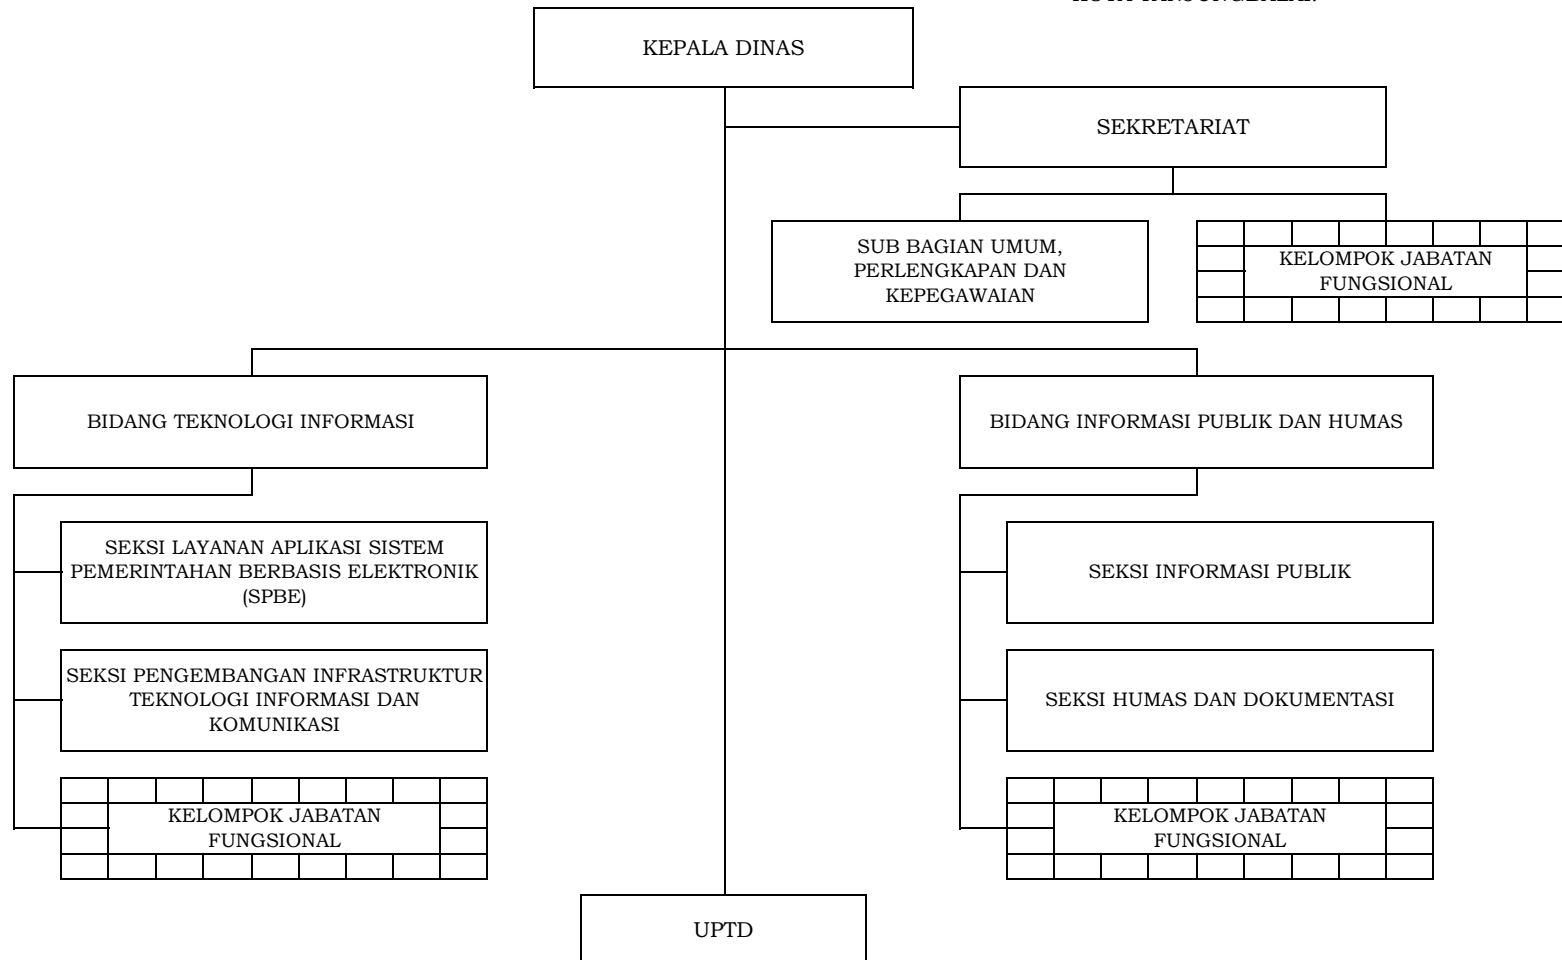 KOTA TANJUNGBALAI.
KEPALA DINAS
SEKRETARIAT
SUB BAGIAN UMUM,
PERLENGKAPAN DAN
KEPEGAWAIAN
KELOMPOK JABATAN
FUNGSIONAL
BIDANG TEKNOLOGI INFORMASI
BIDANG INFORMASI PUBLIK DAN HUMAS
SEKSI LAYANAN APLIKASI SISTEM
PEMERINTAHAN BERBASIS ELEKTRONIK
(SPBE)
SEKSI INFORMASI PUBLIK
SEKSI PENGEMBANGAN INFRASTRUKTUR
TEKNOLOGI INFORMASI DAN
KOMUNIKASI
SEKSI HUMAS DAN DOKUMENTASI
KELOMPOK JABATAN
FUNGSIONAL
KELOMPOK JABATAN
FUNGSIONAL
UPTD